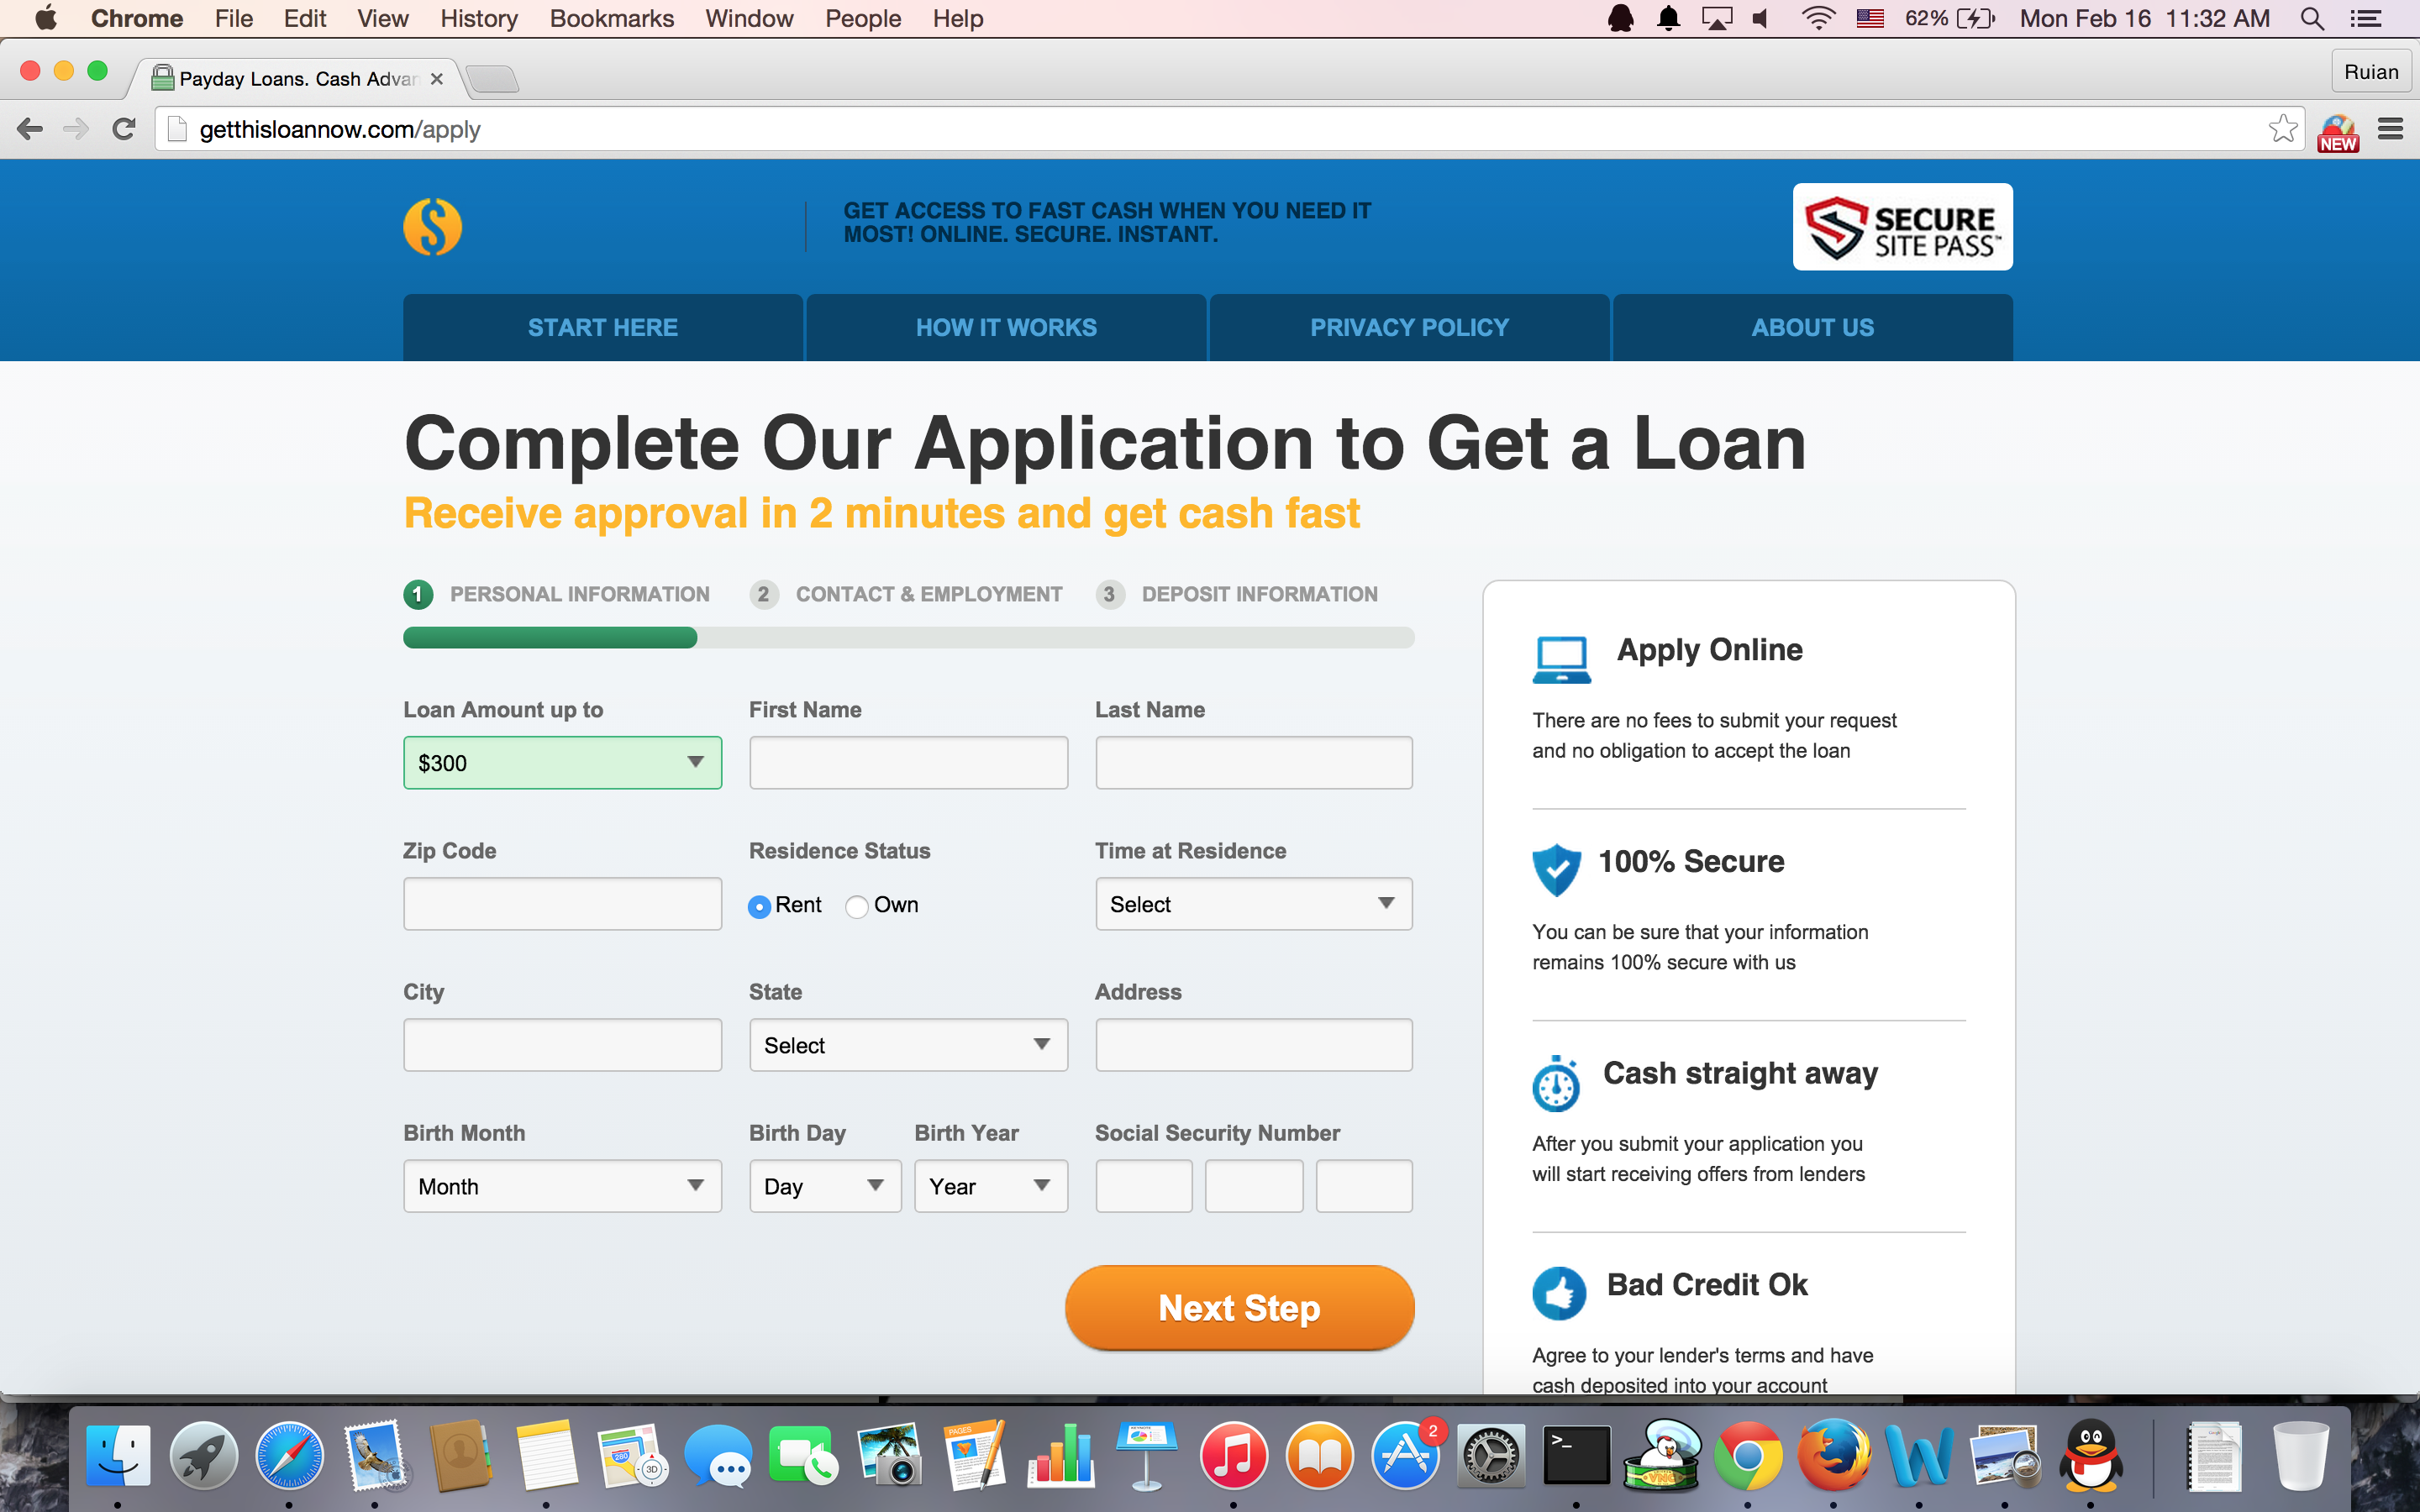 Chrome File Edit View History Bookmarks Window People Help 62% Mon Feb 16 11:32 AM
Payday Loans. Cash Advan
Ruian
getthisloannow.com/apply
NEW
GET ACCESS TO FAST CASH WHEN YOU NEED IT
MOST! ONLINE. SECURE. INSTANT.
SECURE
SITE PASS™
START HERE HOW IT WORKS PRIVACY POLICY ABOUT US
Complete Our Application to Get a Loan
Receive approval in 2 minutes and get cash fast
1 PERSONAL INFORMATION 2 CONTACT & EMPLOYMENT 3 DEPOSIT INFORMATION
Loan Amount up to First Name Last Name
$300
Zip Code Residence Status Time at Residence
Rent Own Select
City State Address
Select
Birth Month Birth Day Birth Year Social Security Number
Month Day Year
Next Step
Apply Online
There are no fees to submit your request
and no obligation to accept the loan
100% Secure
You can be sure that your information
remains 100% secure with us
Cash straight away
After you submit your application you
will start receiving offers from lenders
Bad Credit Ok
Agree to your lender's terms and have
cash deposited into your account
280 3D PAGES 2 >_